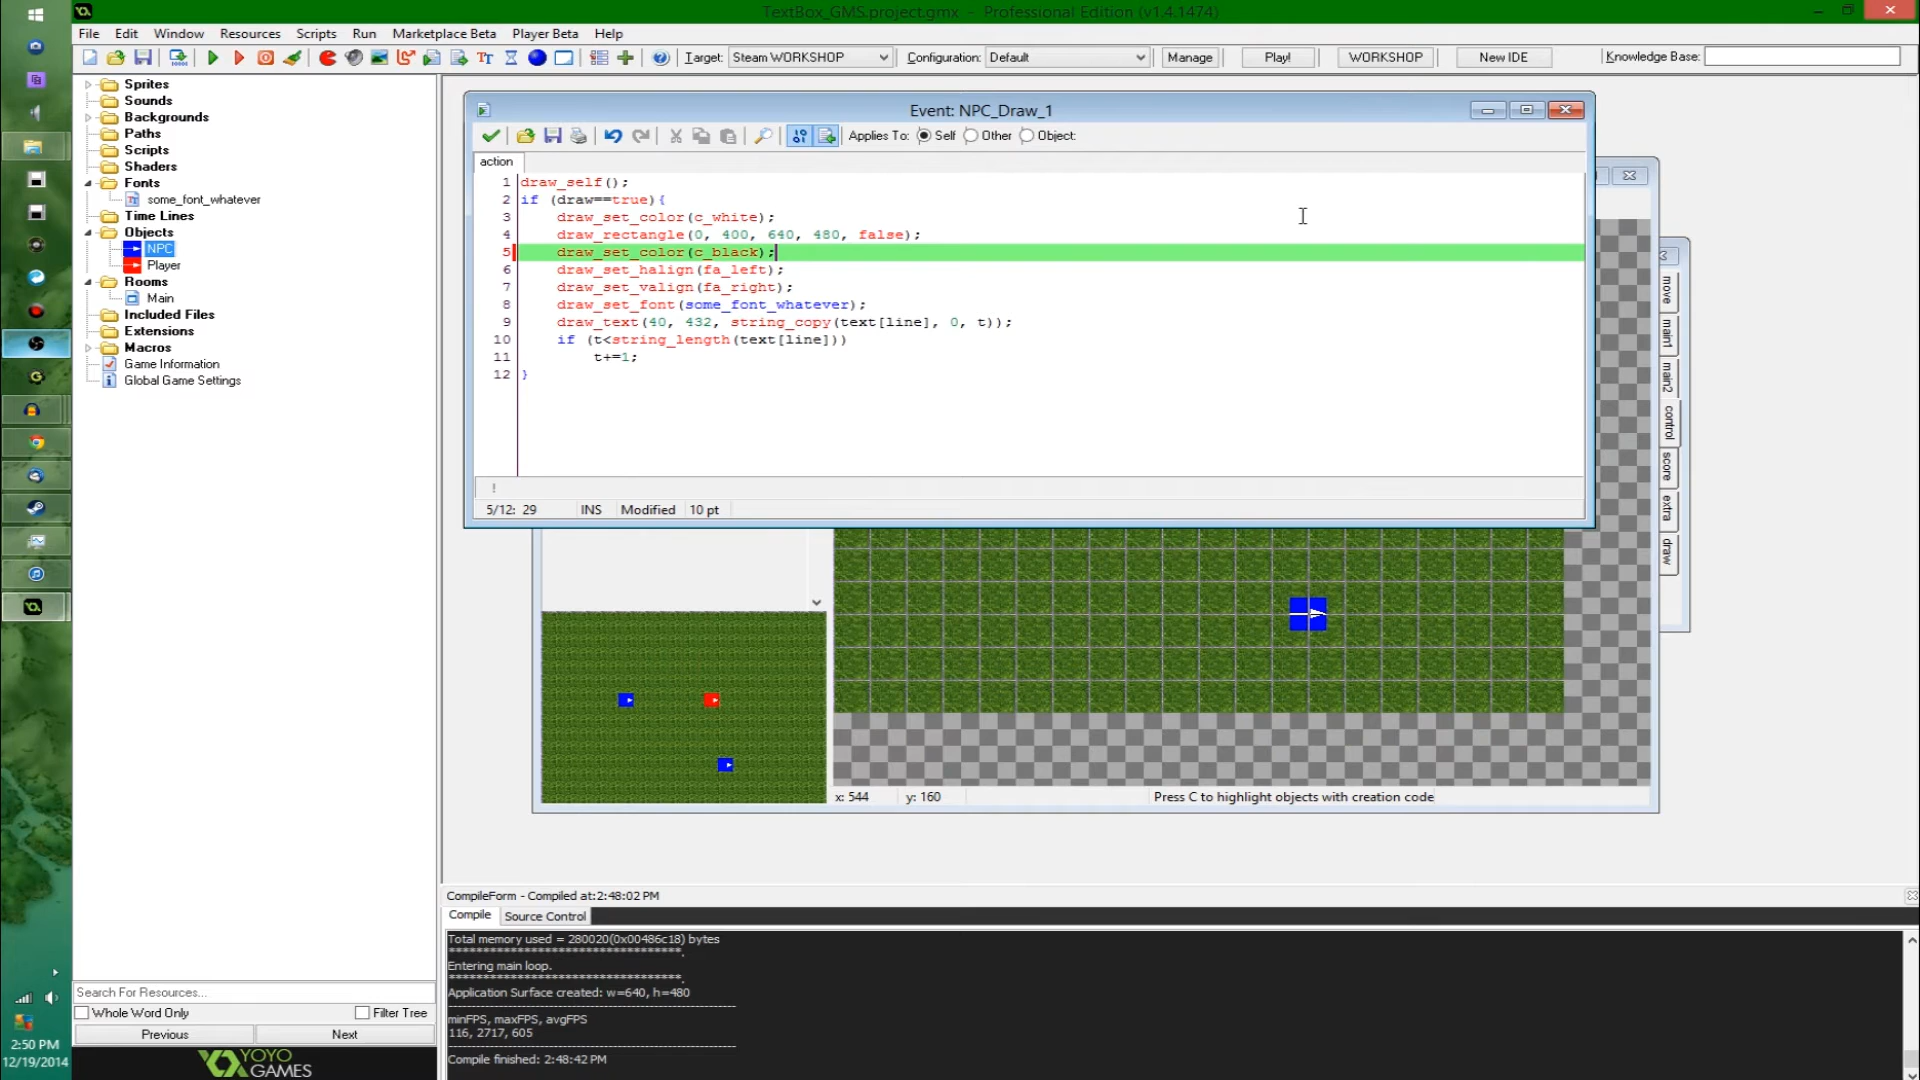 TextBox_GMS.project.gmx - Professional Edition (v1.4.1474)
File Edit Window Resources Scripts Run Marketplace Beta Player Beta Help
Target: Steam WORKSHOP Configuration: Default Manage Play! WORKSHOP New IDE Knowledge Base:
Sprites
Sounds
Backgrounds
Paths
Scripts
Shaders
Fonts
some_font_whatever
Time Lines
Objects
NPC
Player
Rooms
Main
Included Files
Extensions
Macros
Game Information
Global Game Settings
Search For Resources...
Whole Word Only Filter Tree
Previous Next
YOYO
GAMES
2:50 PM
12/19/2014
Event: NPC_Draw_1
Applies To: Self Other Object:
action
1 draw_self();
2 if (draw==true){
3 draw_set_color(c_white);
4 draw_rectangle(0, 400, 640, 480, false);
5 draw_set_color(c_black);
6 draw_set_halign(fa_left);
7 draw_set_valign(fa_right);
8 draw_set_font(some_font_whatever);
9 draw_text(40, 432, string_copy(text[line], 0, t));
10 if (t<string_length(text[line]))
11 t+=1;
12 }
!
5/12: 29 INS Modified 10 pt
move
main1
main2
control
score
extra
draw
x: 544 y: 160 Press C to highlight objects with creation code
CompileForm - Compiled at:2:48:02 PM
Compile Source Control
Total memory used = 280020(0x00486c18) bytes
**********************************.
Entering main loop.
**********************************.
Application Surface created: w=640, h=480
----------------------------------------------------------------
minFPS, maxFPS, avgFPS
116, 2717, 605
----------------------------------------------------------------
Compile finished: 2:48:42 PM